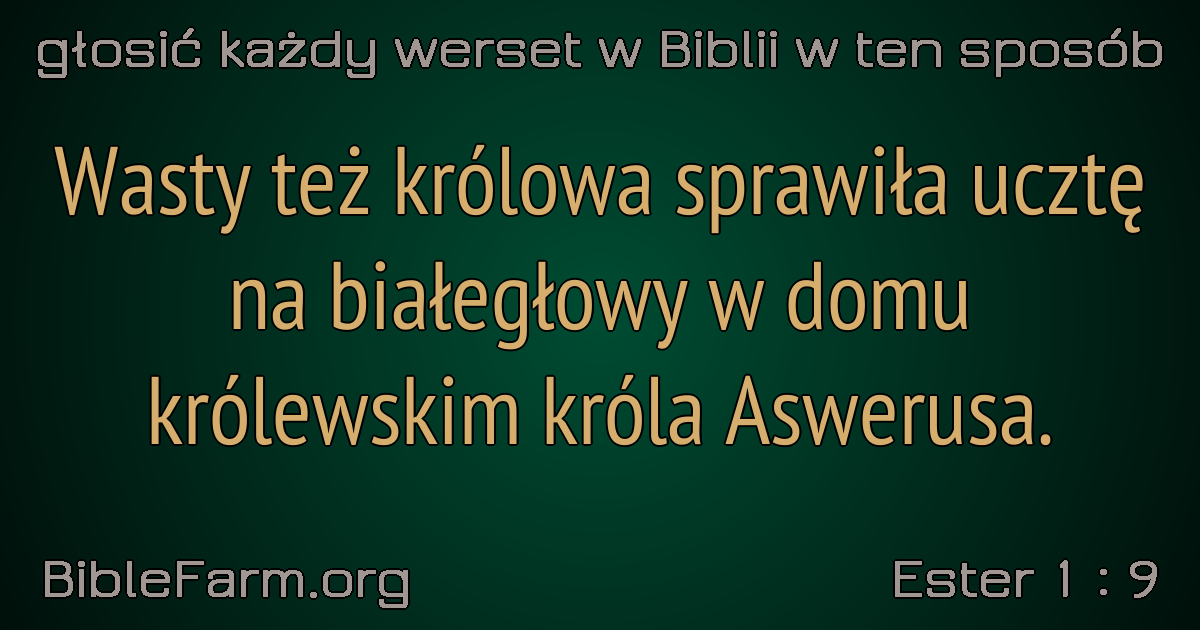 głosić każdy werset w Biblii w ten sposób
Wasty też królowa sprawiła ucztę
na białegłowy w domu
królewskim króla Aswerusa.
BibleFarm.org
Ester 1 : 9